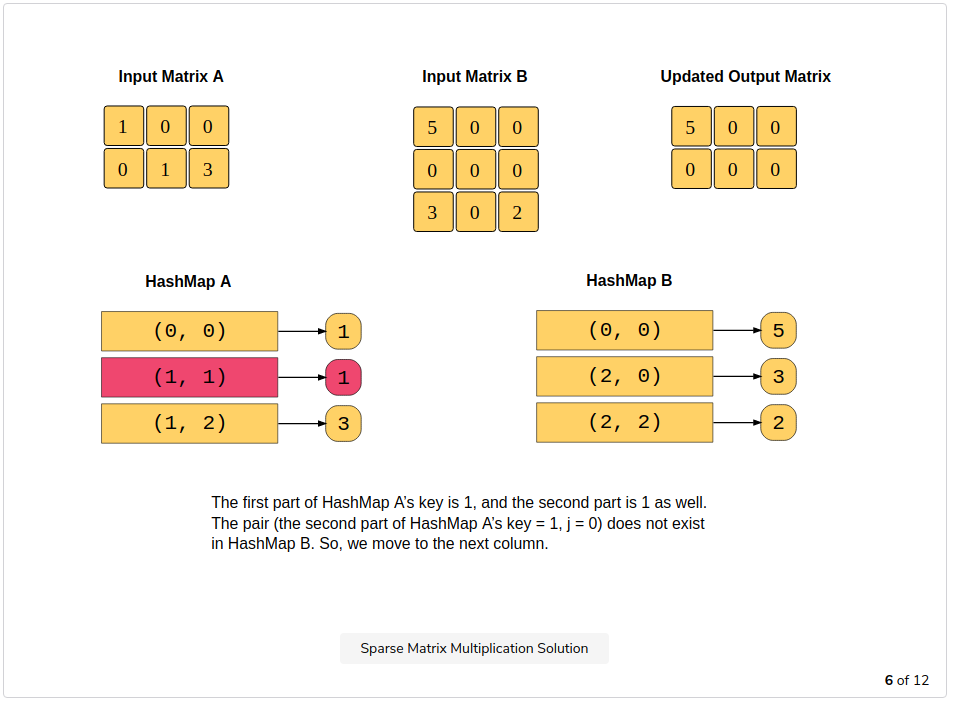 Input Matrix A Input Matrix B Updated Output Matrix
1 0 0 5 0 0 5 0 0
0 1 3 0 0 0 0 0 0
3 0 2
HashMap A HashMap B
(0, 0) 1 (0, 0) 5
(1, 1) 1 (2, 0) 3
(1, 2) 3 (2, 2) 2
The first part of HashMap A’s key is 1, and the second part is 1 as well.
The pair (the second part of HashMap A’s key = 1, j = 0) does not exist
in HashMap B. So, we move to the next column.
Sparse Matrix Multiplication Solution
6 of 12